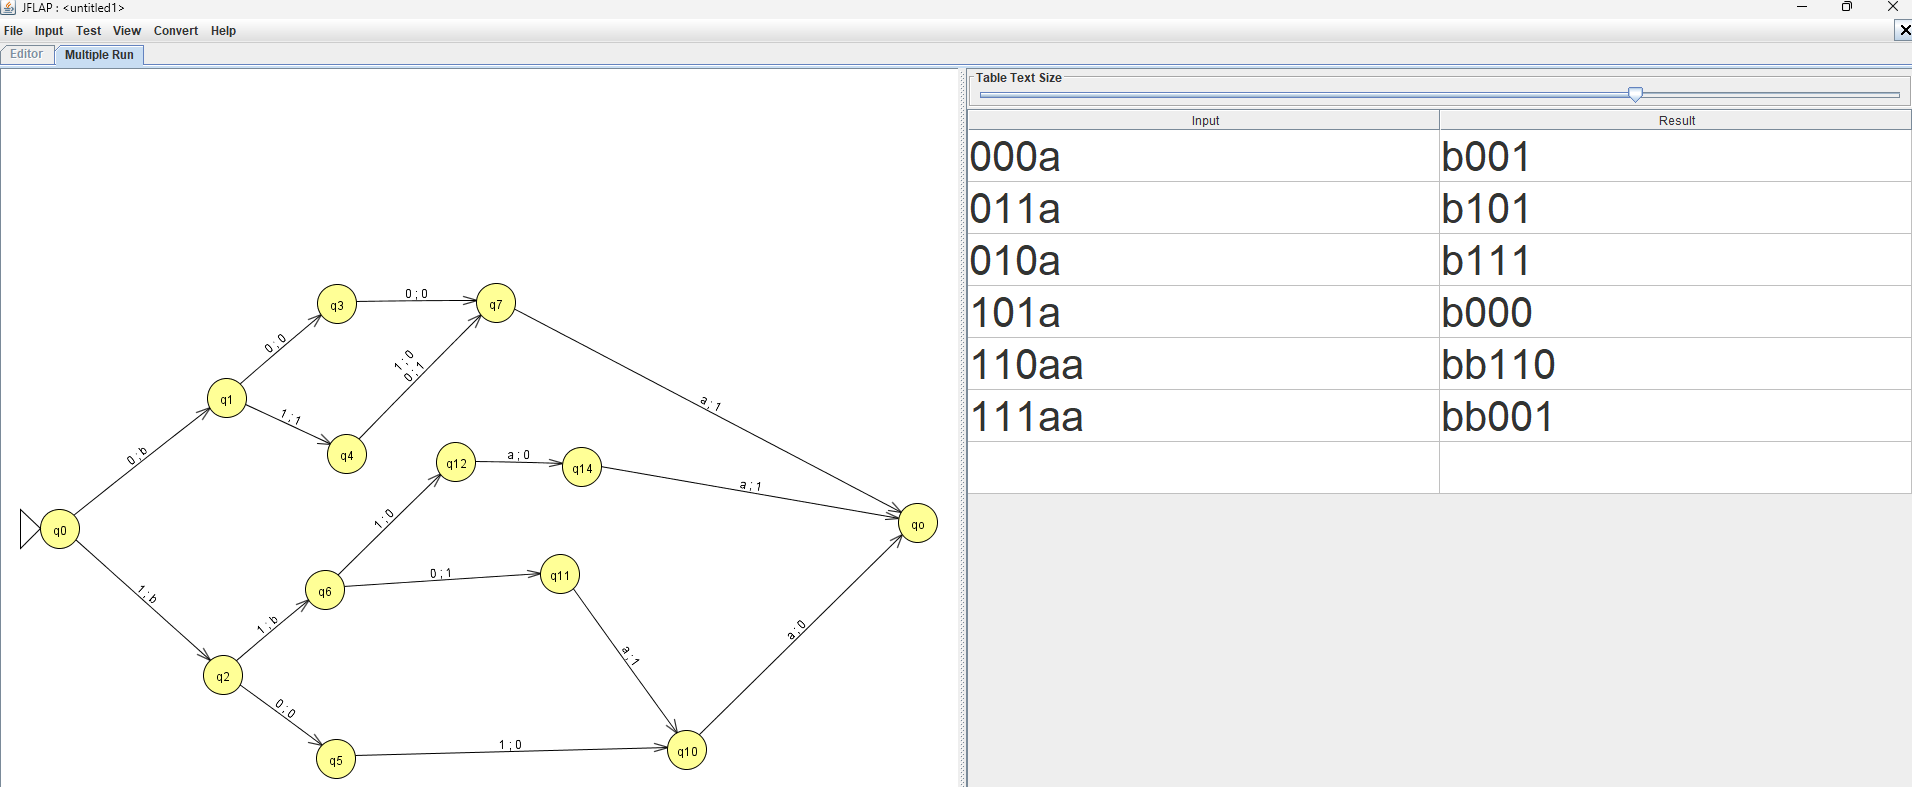 JFLAP : <untitled1>
File Input Test View Convert Help
Editor Multiple Run
Table Text Size
Input Result
000a b001
011a b101
010a b111
101a b000
110aa bb110
111aa bb001
q3
0 ; 0
q7
0 ; 0
1 ; 0
0 ; 1
q1
1 ; 1
a ; 1
q4
0 ; b
q12
a ; 0
q14
a ; 1
1 ; 0
q0
qo
q6
0 ; 1
q11
1 ; b
1 ; b
a ; 1
a ; 0
q2
0 ; 0
q5
1 ; 0
q10